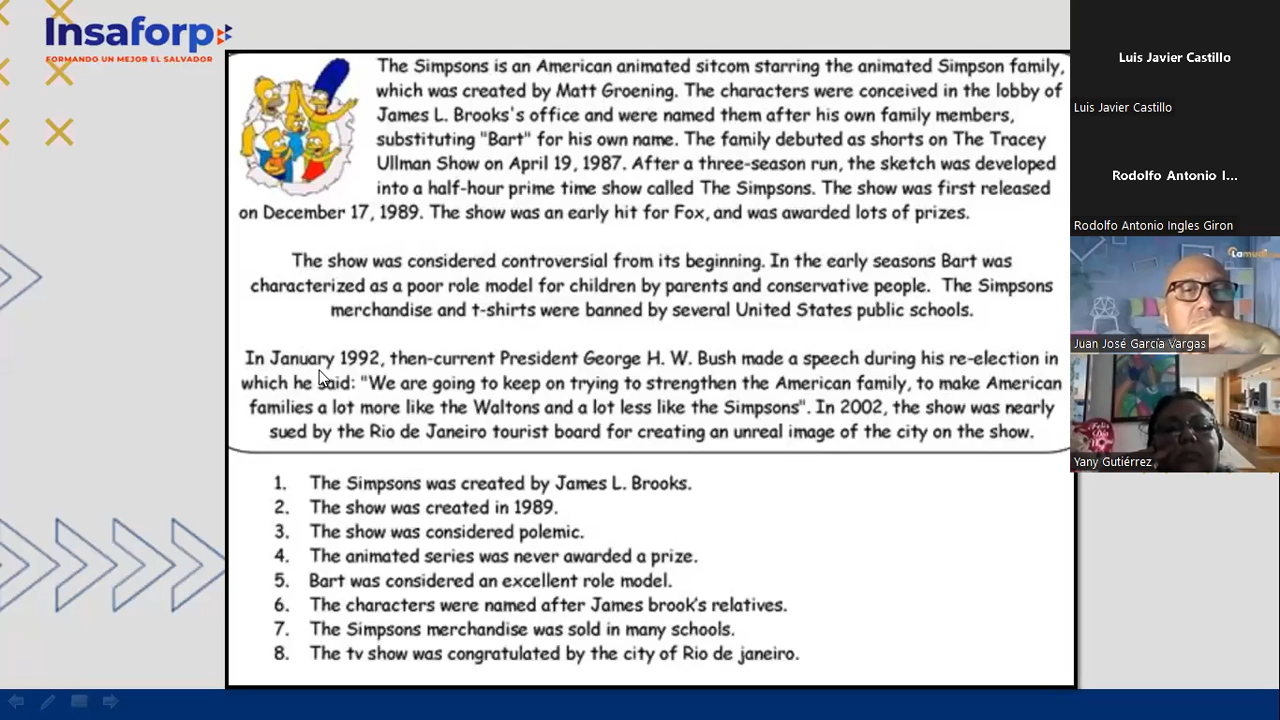 Insaforp
FORMANDO UN MEJOR EL SALVADOR
The Simpsons is an American animated sitcom starring the animated Simpson family,
which was created by Matt Groening. The characters were conceived in the lobby of
James L. Brooks's office and were named them after his own family members,
substituting "Bart" for his own name. The family debuted as shorts on The Tracey
Ullman Show on April 19, 1987. After a three-season run, the sketch was developed
into a half-hour prime time show called The Simpsons. The show was first released
on December 17, 1989. The show was an early hit for Fox, and was awarded lots of prizes.
The show was considered controversial from its beginning. In the early seasons Bart was
characterized as a poor role model for children by parents and conservative people. The Simpsons
merchandise and t-shirts were banned by several United States public schools.
In January 1992, then-current President George H. W. Bush made a speech during his re-election in
which he said: "We are going to keep on trying to strengthen the American family, to make American
families a lot more like the Waltons and a lot less like the Simpsons". In 2002, the show was nearly
sued by the Rio de Janeiro tourist board for creating an unreal image of the city on the show.
1. The Simpsons was created by James L. Brooks.
2. The show was created in 1989.
3. The show was considered polemic.
4. The animated series was never awarded a prize.
5. Bart was considered an excellent role model.
6. The characters were named after James brook's relatives.
7. The Simpsons merchandise was sold in many schools.
8. The tv show was congratulated by the city of Rio de janeiro.
Luis Javier Castillo
Luis Javier Castillo
Rodolfo Antonio I...
Rodolfo Antonio Ingles Giron
Juan José García Vargas
Yany Gutiérrez